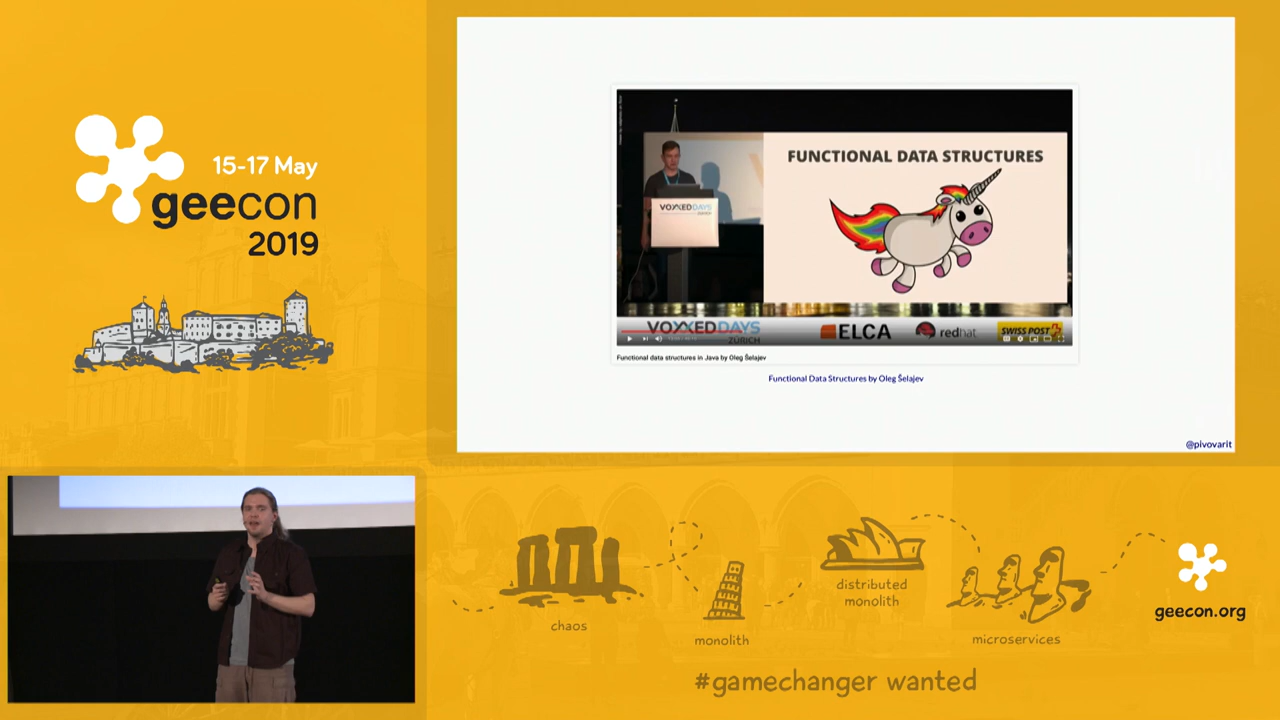 15-17 May
geecon
2019
FUNCTIONAL DATA STRUCTURES
VOXXEDDAYS
VOXXEDDAYS
ZÜRICH
ELCA
redhat
SWISS POST
Functional data structures in Java by Oleg Šelajev
Functional Data Structures by Oleg Šelajev
@pivovarit
chaos
monolith
distributed
monolith
microservices
geecon.org
#gamechanger wanted